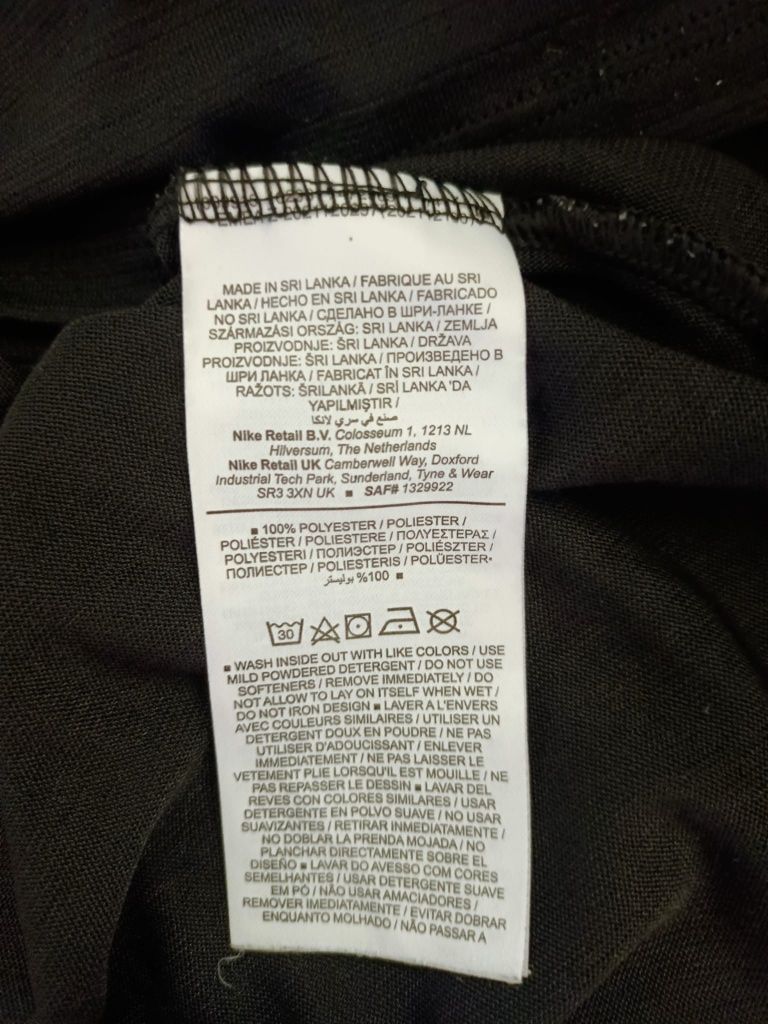 MADE IN SRI LANKA / FABRIQUE AU SRI
LANKA / HECHO EN SRI LANKA / FABRICADO
NO SRI LANKA / СДЕЛАНО В ШРИ-ЛАНКЕ /
SZÁRMAZÁSI ORSZÁG: SRI LANKA / ZEMLJA
PROIZVODNJE: ŠRI LANKA / DRŽAVA
PROIZVODNJE: ŠRI LANKA / ПРОИЗВЕДЕНО В
ШРИ ЛАНКА / FABRICAT ÎN SRI LANKA /
RAŽOTS: ŠRILANKĀ / SRİ LANKA 'DA
YAPILMIŞTIR /
صنع في سري لانكا
Nike Retail B.V. Colosseum 1, 1213 NL
Hilversum, The Netherlands
Nike Retail UK Camberwell Way, Doxford
Industrial Tech Park, Sunderland, Tyne & Wear
SR3 3XN UK ■ SAF# 1329922
■ 100% POLYESTER / POLIESTER /
POLIÉSTER / POLIESTERE / ΠΟΛΥΕΣΤΕΡΑΣ /
POLYESTERI / ПОЛИЭСТЕР / POLIÉSZTER /
ПОЛИЕСТЕР / POLIESTERIS / POLÜESTER■
■ 100% بوليستر
30
■ WASH INSIDE OUT WITH LIKE COLORS / USE
MILD POWDERED DETERGENT / DO NOT USE
SOFTENERS / REMOVE IMMEDIATELY / DO
NOT ALLOW TO LAY ON ITSELF WHEN WET /
DO NOT IRON DESIGN ■ LAVER A L'ENVERS
AVEC COULEURS SIMILAIRES / UTILISER UN
DETERGENT DOUX EN POUDRE / NE PAS
UTILISER D'ADOUCISSANT / ENLEVER
IMMEDIATEMENT / NE PAS LAISSER LE
VETEMENT PLIE LORSQU'IL EST MOUILLE / NE
PAS REPASSER LE DESSIN ■ LAVAR DEL
REVES CON COLORES SIMILARES / USAR
DETERGENTE EN POLVO SUAVE / NO USAR
SUAVIZANTES / RETIRAR INMEDIATAMENTE /
NO DOBLAR LA PRENDA MOJADA / NO
PLANCHAR DIRECTAMENTE SOBRE EL
DISEÑO ■ LAVAR DO AVESSO COM CORES
SEMELHANTES / USAR DETERGENTE SUAVE
EM PÓ / NÃO USAR AMACIADORES /
REMOVER IMEDIATAMENTE / EVITAR DOBRAR
ENQUANTO MOLHADO / NÃO PASSAR A